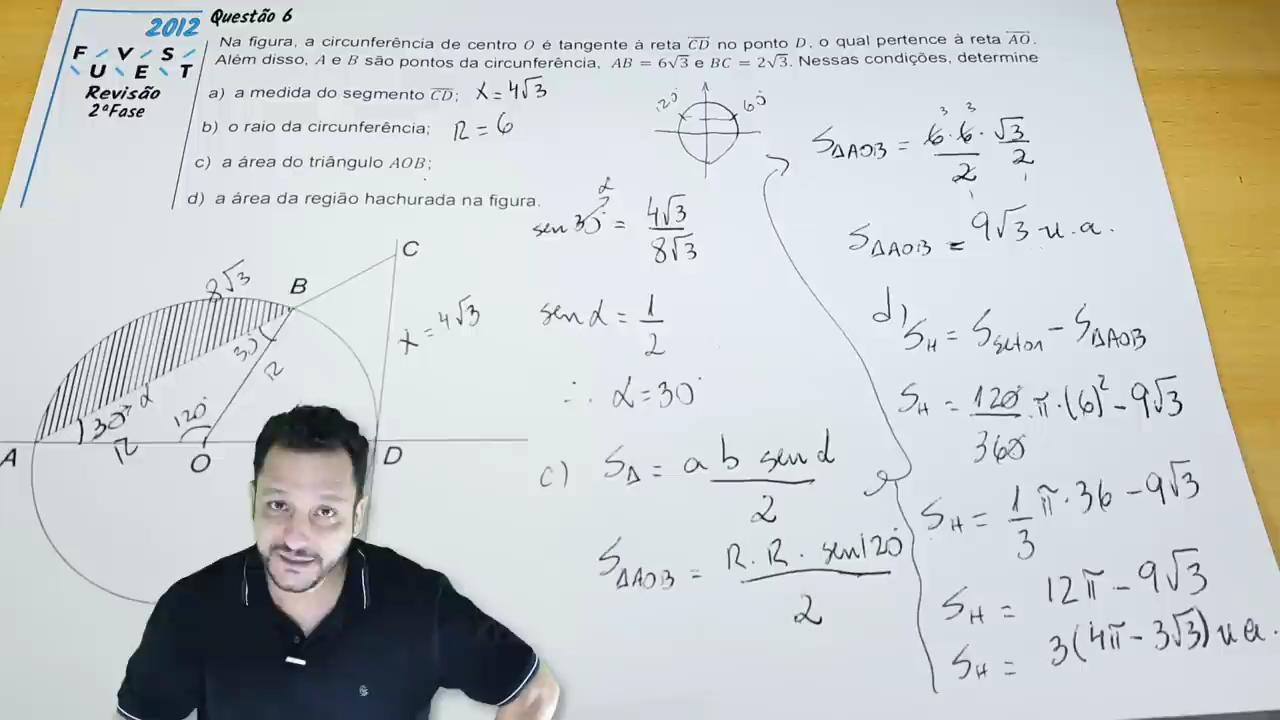 2012
FUVEST
Revisão
2ªFase
Questão 6
Na figura, a circunferência de centro O é tangente à reta CD no ponto D, o qual pertence à reta AO.
Além disso, A e B são pontos da circunferência, AB = 6√3 e BC = 2√3. Nessas condições, determine
a) a medida do segmento CD; x = 4√3
b) o raio da circunferência; R = 6
c) a área do triângulo AOB;
d) a área da região hachurada na figura.
120° 60°
α
sen 30° = 4√3/8√3
sen α = 1/2
∴ α = 30°
c) S△ = a b sen α / 2
S△AOB = R.R. sen120° / 2
3 3
S△AOB = 6·6/2 · √3/2
1 1
S△AOB = 9√3 u.a.
d) SH = Ssetor − S△AOB
SH = 120°/360° π·(6)² − 9√3
SH = 1/3 π·36 − 9√3
SH = 12π − 9√3
SH = 3(4π − 3√3) u a.
8√3
B
C
x = 4√3
30°
R
30° α
120°
R
A
O
D